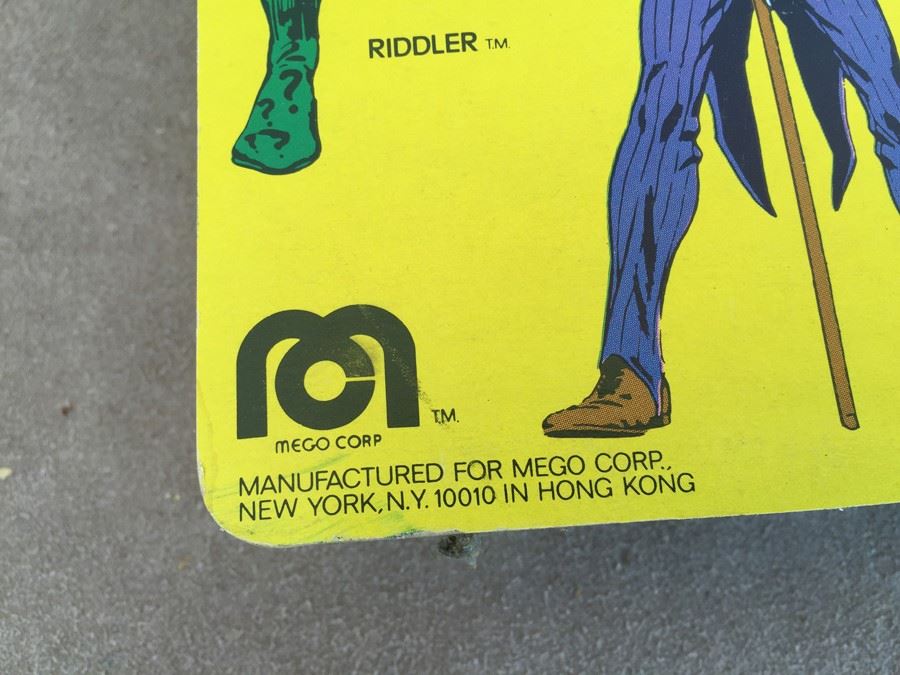 RIDDLER T.M.
MEGO CORP
T.M.
MANUFACTURED FOR MEGO CORP.,
NEW YORK, N.Y. 10010 IN HONG KONG